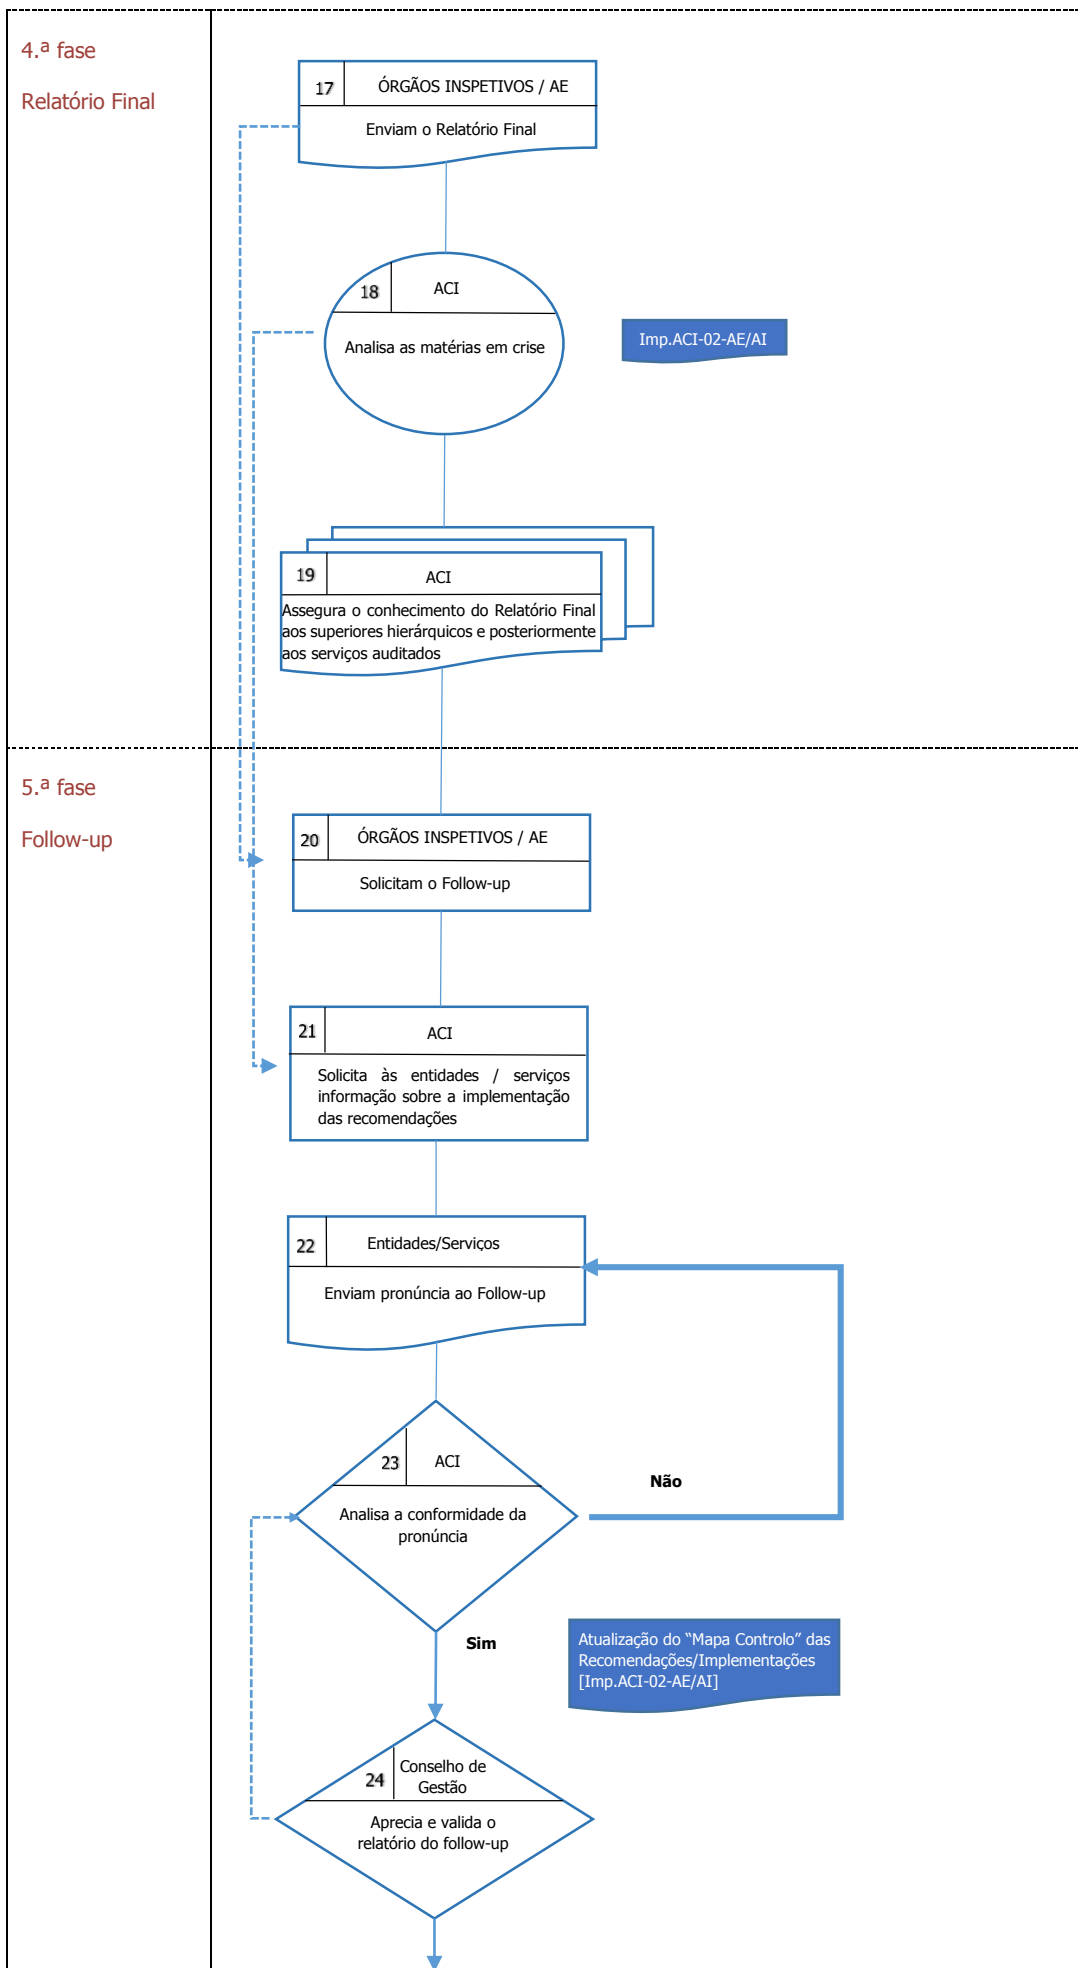 4.ª fase
Relatório Final
17
ÓRGÃOS INSPETIVOS / AE
Enviam o Relatório Final
18
ACI
Analisa as matérias em crise
Imp.ACI-02-AE/AI
19
ACI
Assegura o conhecimento do Relatório Final
aos superiores hierárquicos e posteriormente
aos serviços auditados
5.ª fase
Follow-up
20
ÓRGÃOS INSPETIVOS / AE
Solicitam o Follow-up
21
ACI
Solicita às entidades / serviços
informação sobre a implementação
das recomendações
22
Entidades/Serviços
Enviam pronúncia ao Follow-up
23
ACI
Analisa a conformidade da
pronúncia
Não
Sim
Atualização do “Mapa Controlo” das
Recomendações/Implementações
[Imp.ACI-02-AE/AI]
24
Conselho de
Gestão
Aprecia e valida o
relatório do follow-up